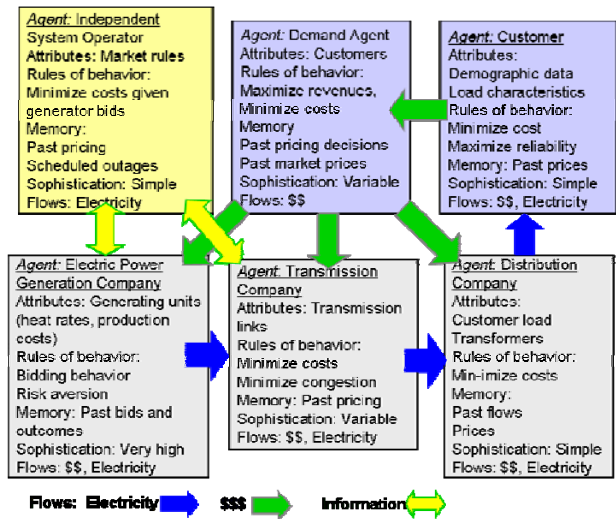 Agent: Independent
System Operator
Attributes: Market rules
Rules of behavior:
Minimize costs given
generator bids
Memory:
Past pricing
Scheduled outages
Sophistication: Simple
Flows: Electricity
Agent: Demand Agent
Attributes: Customers
Rules of behavior:
Maximize revenues,
Minimize costs
Memory
Past pricing decisions
Past market prices
Sophistication: Variable
Flows: $$
Agent: Customer
Attributes:
Demographic data
Load characteristics
Rules of behavior:
Minimize cost
Maximize reliability
Memory: Past prices
Sophistication: Simple
Flows: $$, Electricity
Agent: Electric Power
Generation Company
Attributes: Generating units
(heat rates, production
costs)
Rules of behavior:
Bidding behavior
Risk aversion
Memory: Past bids and
outcomes
Sophistication: Very high
Flows: $$, Electricity
Agent: Transmission
Company
Attributes: Transmission
links
Rules of behavior:
Minimize costs
Minimize congestion
Memory: Past pricing
Sophistication: Variable
Flows: $$, Electricity
Agent: Distribution
Company
Attributes:
Customer load
Transformers
Rules of behavior:
Min-imize costs
Memory:
Past flows
Prices
Sophistication: Simple
Flows: $$, Electricity
Flows: Electricity $$$ Information